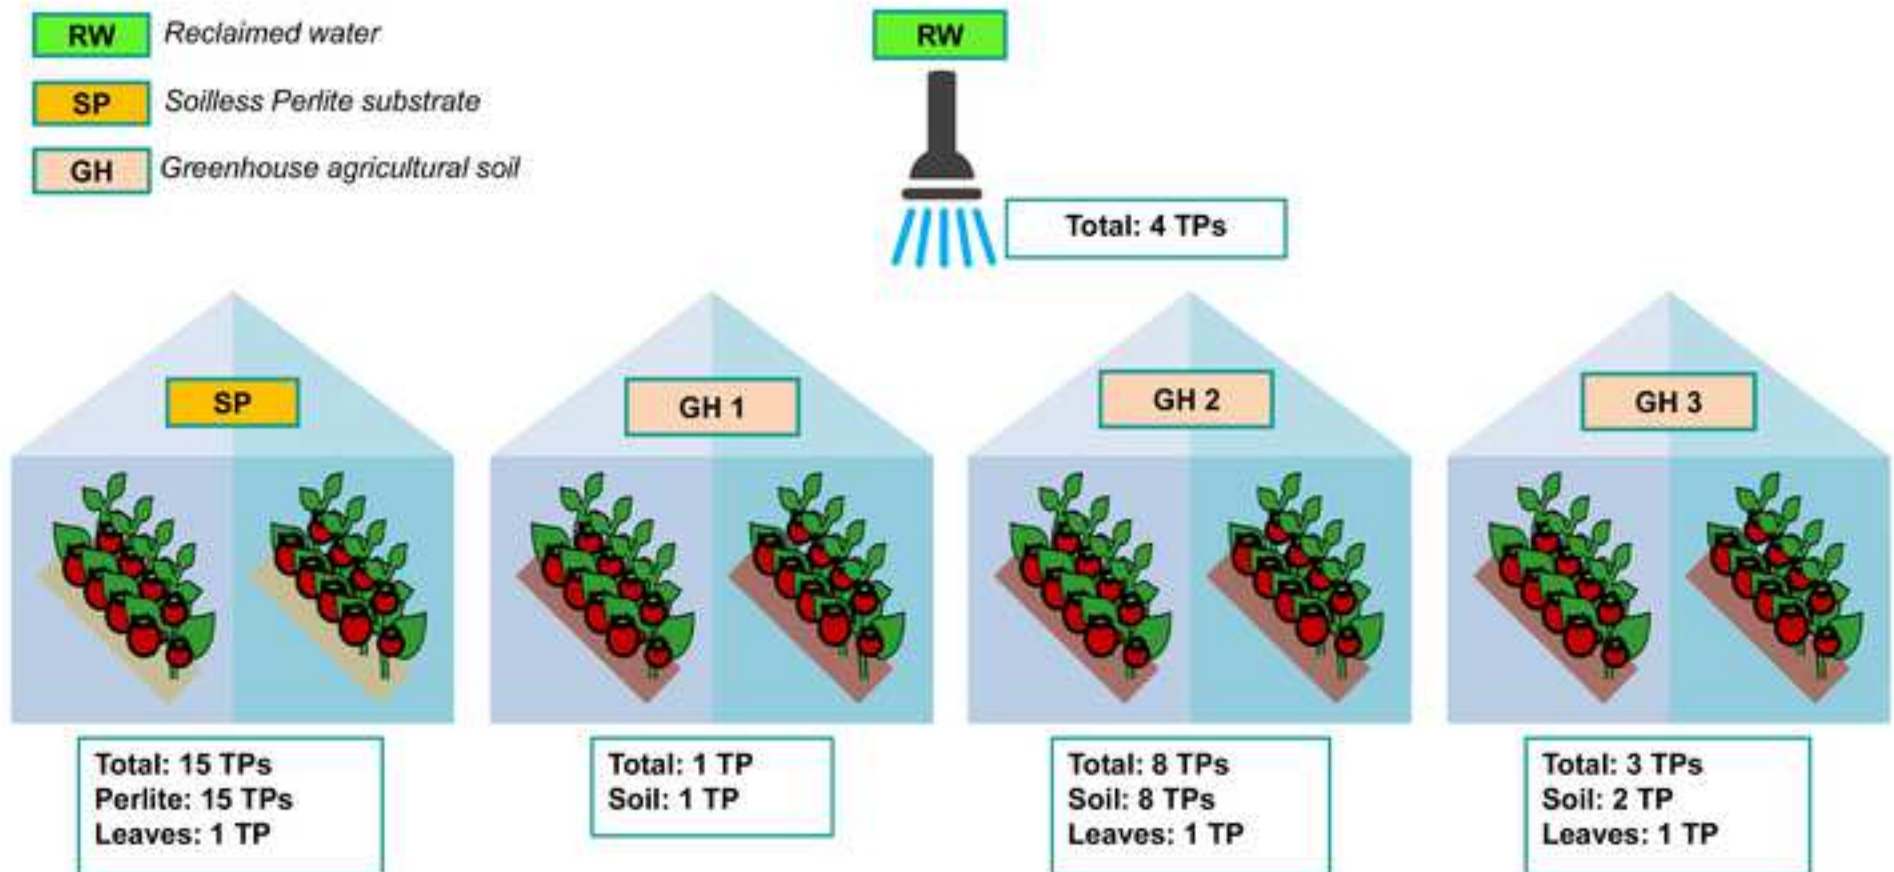 RW Reclaimed water
SP Soilless Perlite substrate
GH Greenhouse agricultural soil
RW
Total: 4 TPs
SP
GH 1
GH 2
GH 3
Total: 15 TPs
Perlite: 15 TPs
Leaves: 1 TP
Total: 1 TP
Soil: 1 TP
Total: 8 TPs
Soil: 8 TPs
Leaves: 1 TP
Total: 3 TPs
Soil: 2 TP
Leaves: 1 TP